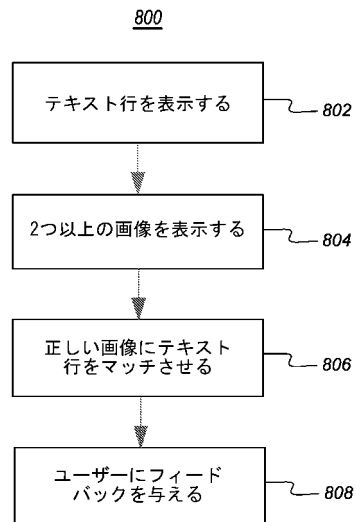 800
テキスト行を表示する
802
2つ以上の画像を表示する
804
正しい画像にテキスト
行をマッチさせる
806
ユーザーにフィード
バックを与える
808